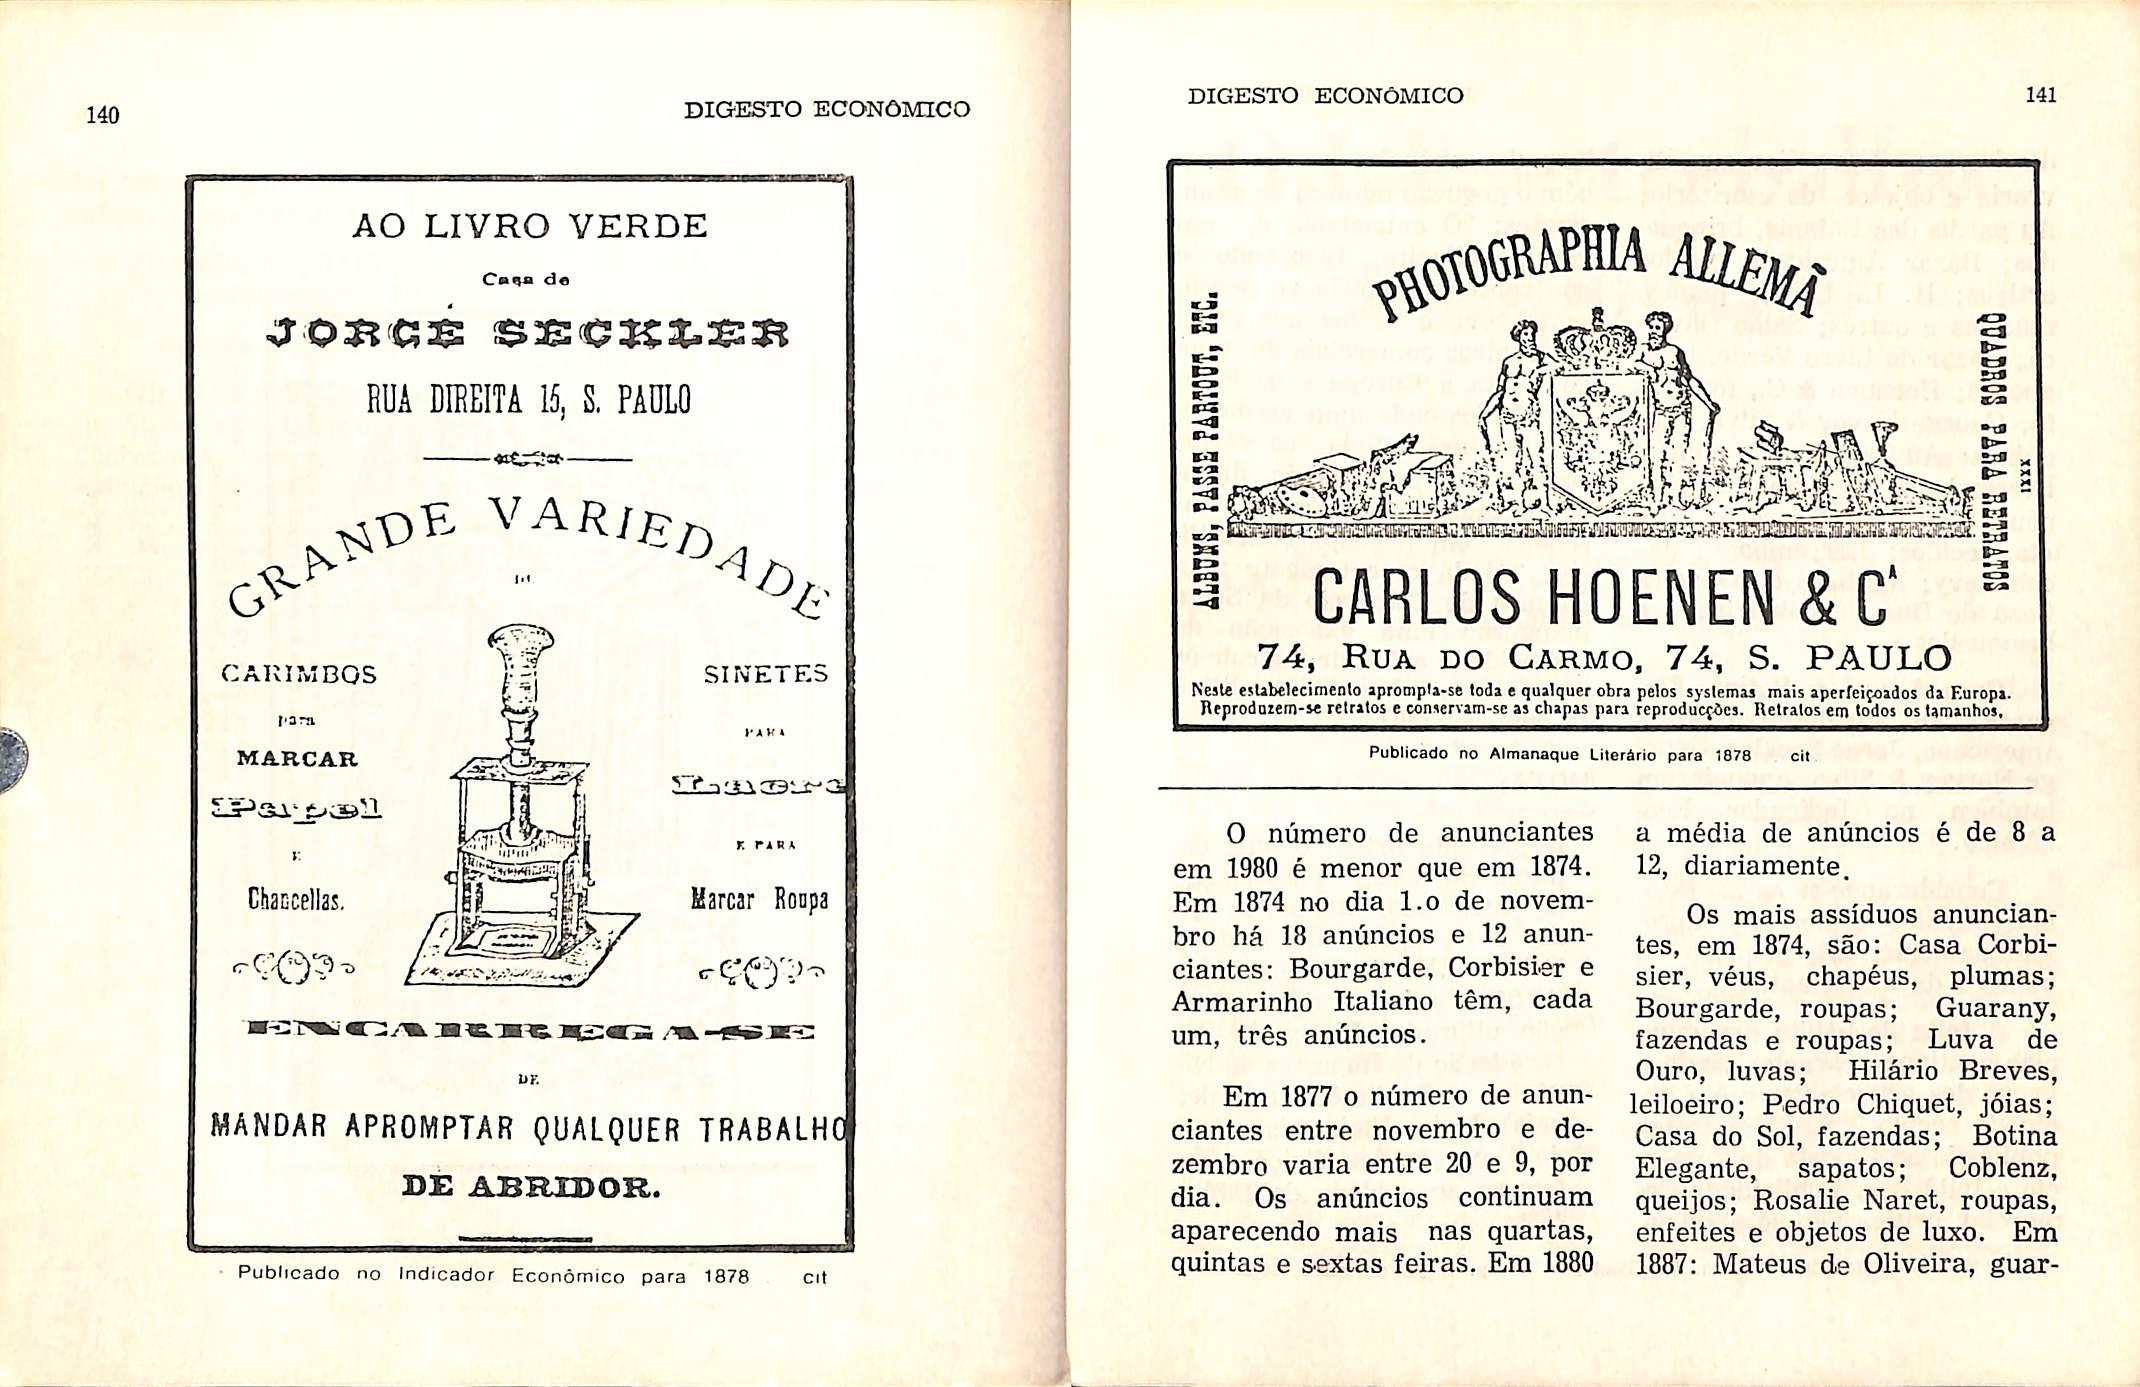 140
DIGESTO ECONÔMICO
AO LIVRO VERDE
Casa de
JORGE SECKLER
RUA DIREITA 15, S. PAULO
GRANDE VARIEDADE
DE
CARIMBOS
para
MARCAR
Papel
E
Chancellas.
SINETES
PARA
Lacre
E PARA
Marcar Roupa
ENCARREGA-SE
DE
MANDAR APROMPTAR QUALQUER TRABALHO
DE ABRIDOR.
Publicado no Indicador Econômico para 1878 cit
DIGESTO ECONÔMICO
141
PHOTOGRAPHIA ALLEMÃ
ALBUMS, PASSE PARTOUT, ETC.
QUADROS PARA RETRATOS
XXI
CARLOS HOENEN & Cᴬ
74, RUA DO CARMO, 74, S. PAULO
Neste estabelecimento aprompta-se toda e qualquer obra pelos systemas mais aperfeiçoados da Europa.
Reproduzem-se retratos e conservam-se as chapas para reproducções. Retratos em todos os tamanhos,
Publicado no Almanaque Literário para 1878 cit
O número de anunciantes
em 1980 é menor que em 1874.
Em 1874 no dia 1.o de novem-
bro há 18 anúncios e 12 anun-
ciantes: Bourgarde, Corbisier e
Armarinho Italiano têm, cada
um, três anúncios.
Em 1877 o número de anun-
ciantes entre novembro e de-
zembro varia entre 20 e 9, por
dia. Os anúncios continuam
aparecendo mais nas quartas,
quintas e sextas feiras. Em 1880
a média de anúncios é de 8 a
12, diariamente.
Os mais assíduos anuncian-
tes, em 1874, são: Casa Corbi-
sier, véus, chapéus, plumas;
Bourgarde, roupas; Guarany,
fazendas e roupas; Luva de
Ouro, luvas; Hilário Breves,
leiloeiro; Pedro Chiquet, jóias;
Casa do Sol, fazendas; Botina
Elegante, sapatos; Coblenz,
queijos; Rosalie Naret, roupas,
enfeites e objetos de luxo. Em
1887: Mateus de Oliveira, guar-